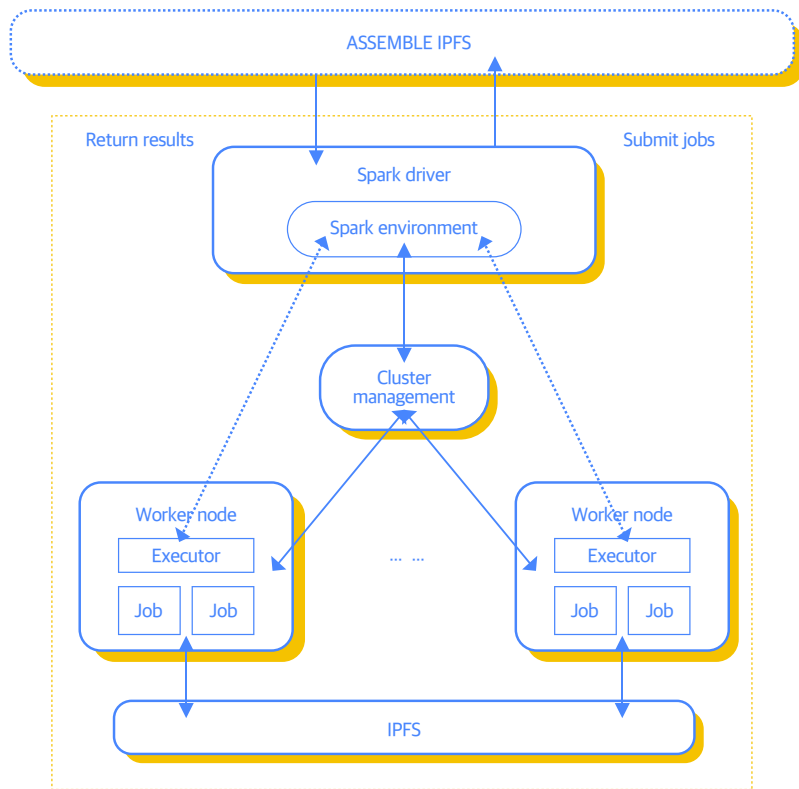 ASSEMBLE IPFS
Return results
Submit jobs
Spark driver
Spark environment
Cluster
management
Worker node
Executor
Job
Job
... ...
Worker node
Executor
Job
Job
IPFS